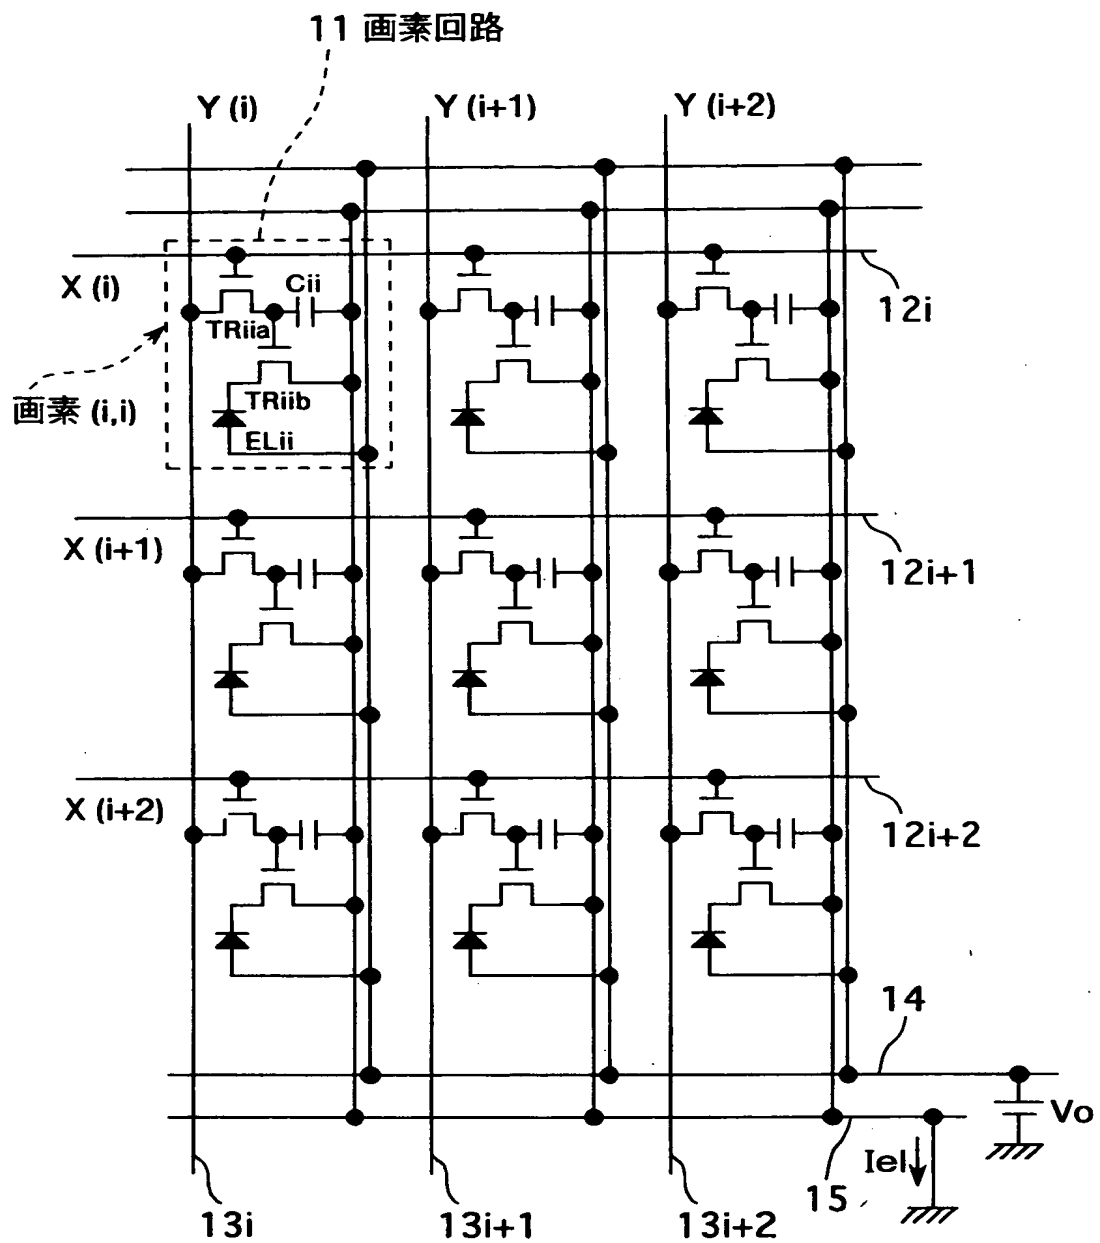 11 画素回路
Y (i)
Y (i+1)
Y (i+2)
X (i)
Cii
TRiia
12i
画素 (i,i)
TRiib
ELii
X (i+1)
12i+1
X (i+2)
12i+2
14
Vo
Iel
15
13i
13i+1
13i+2